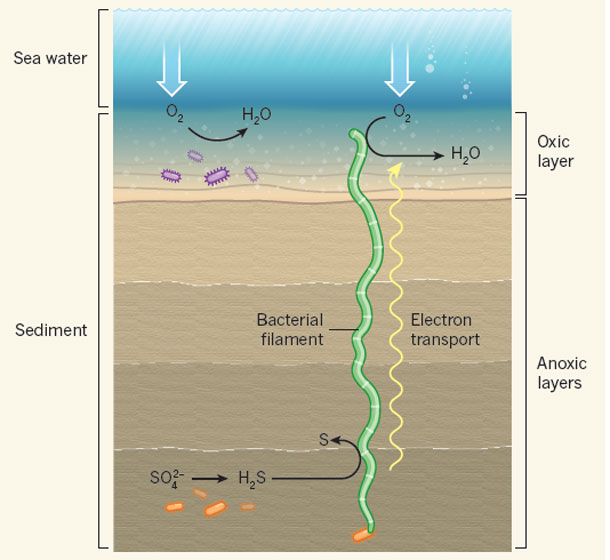 Sea water
O₂
H₂O
O₂
H₂O
Oxic
layer
Sediment
Bacterial
filament
Electron
transport
Anoxic
layers
S
SO₄²⁻
H₂S